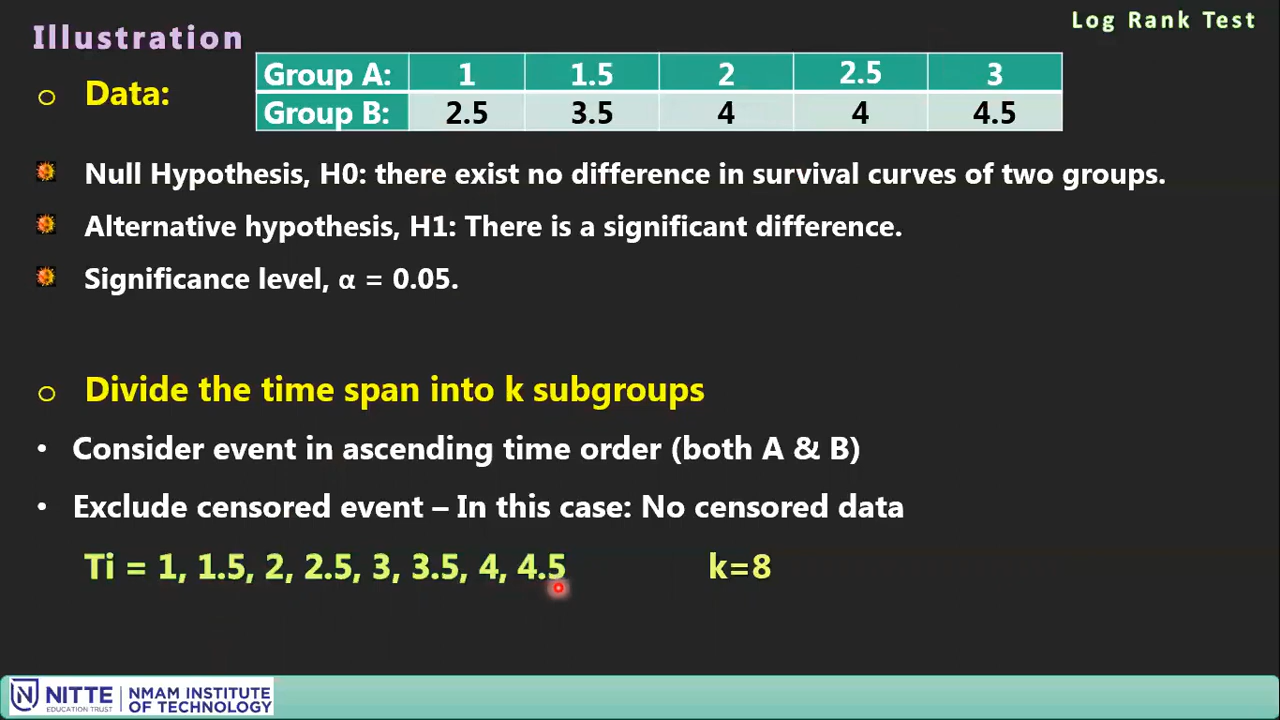 Illustration
Log Rank Test
Data:
Group A: 1 1.5 2 2.5 3
Group B: 2.5 3.5 4 4 4.5
Null Hypothesis, H0: there exist no difference in survival curves of two groups.
Alternative hypothesis, H1: There is a significant difference.
Significance level, α = 0.05.
Divide the time span into k subgroups
• Consider event in ascending time order (both A & B)
• Exclude censored event – In this case: No censored data
Ti = 1, 1.5, 2, 2.5, 3, 3.5, 4, 4.5 k=8
NITTE
EDUCATION TRUST
NMAM INSTITUTE
OF TECHNOLOGY